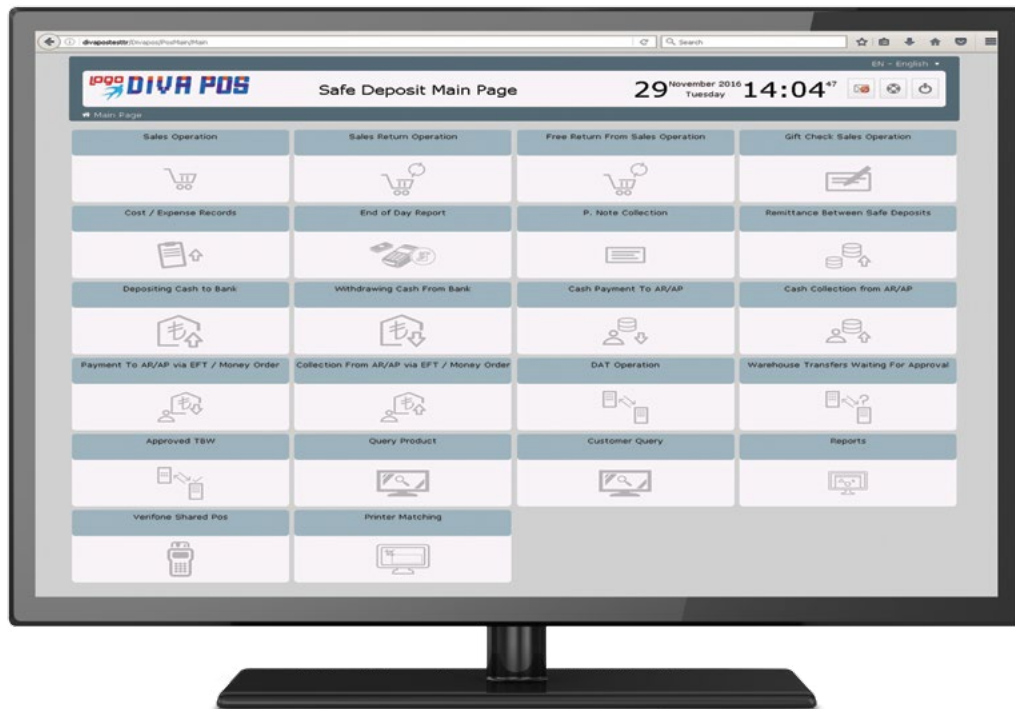 divapostesttr/Divapos/PosMain/Main
Search
EN - English
LOGO DIVA POS
Safe Deposit Main Page
29 November 2016 Tuesday 14:04 47
Main Page
Sales Operation
Sales Return Operation
Free Return From Sales Operation
Gift Check Sales Operation
Cost / Expense Records
End of Day Report
P. Note Collection
Remittance Between Safe Deposits
Depositing Cash to Bank
Withdrawing Cash From Bank
Cash Payment To AR/AP
Cash Collection from AR/AP
Payment To AR/AP via EFT / Money Order
Collection From AR/AP via EFT / Money Order
DAT Operation
Warehouse Transfers Waiting For Approval
Approved TBW
Query Product
Customer Query
Reports
Verifone Shared Pos
Printer Matching